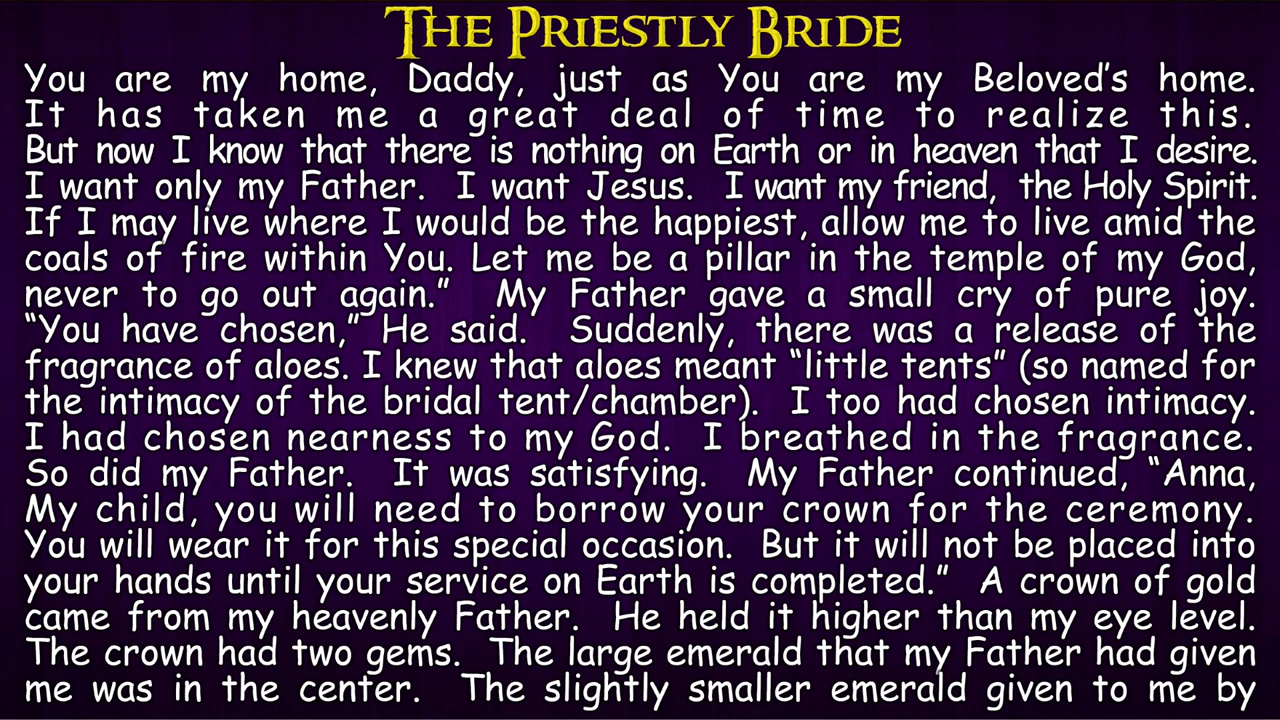 The Priestly Bride
You are my home, Daddy, just as You are my Beloved's home.
It has taken me a great deal of time to realize this.
But now I know that there is nothing on Earth or in heaven that I desire.
I want only my Father. I want Jesus. I want my friend, the Holy Spirit.
If I may live where I would be the happiest, allow me to live amid the
coals of fire within You. Let me be a pillar in the temple of my God,
never to go out again." My Father gave a small cry of pure joy.
"You have chosen," He said. Suddenly, there was a release of the
fragrance of aloes. I knew that aloes meant "little tents" (so named for
the intimacy of the bridal tent/chamber). I too had chosen intimacy.
I had chosen nearness to my God. I breathed in the fragrance.
So did my Father. It was satisfying. My Father continued, "Anna,
My child, you will need to borrow your crown for the ceremony.
You will wear it for this special occasion. But it will not be placed into
your hands until your service on Earth is completed." A crown of gold
came from my heavenly Father. He held it higher than my eye level.
The crown had two gems. The large emerald that my Father had given
me was in the center. The slightly smaller emerald given to me by